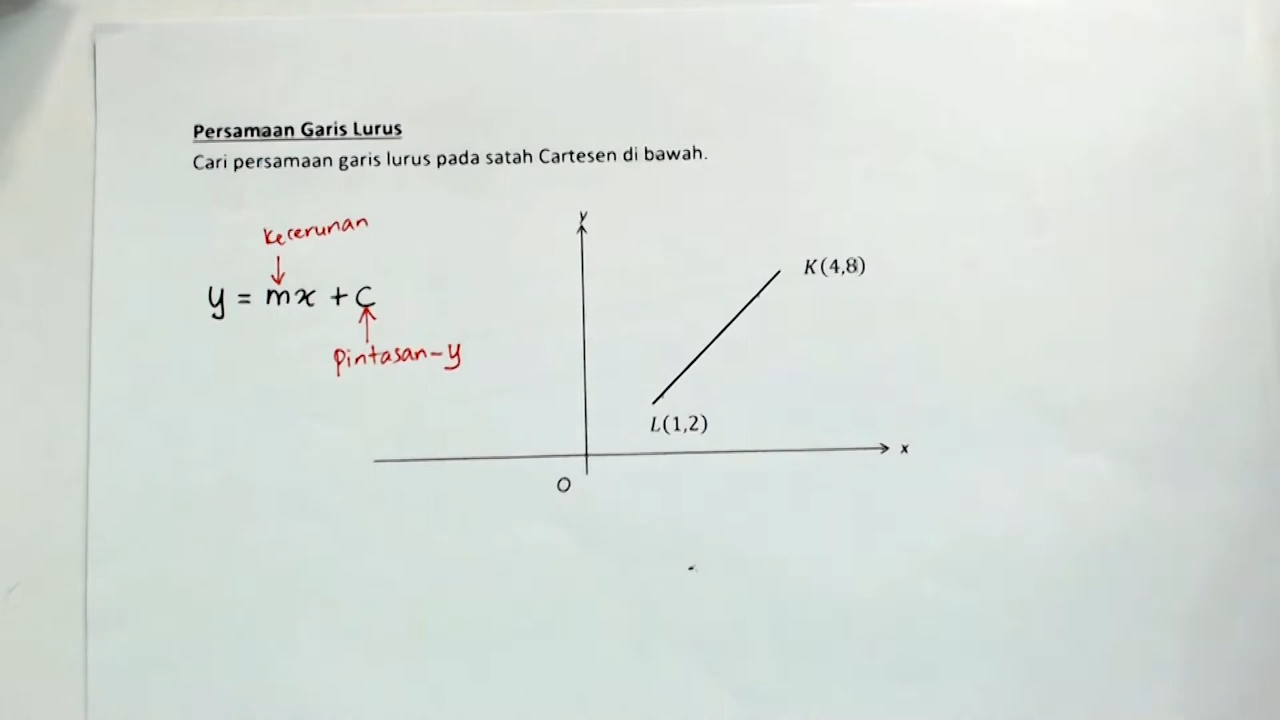 Persamaan Garis Lurus
Cari persamaan garis lurus pada satah Cartesen di bawah.
kecerunan
y = mx + c
pintasan-y
y
K(4,8)
L(1,2)
x
O